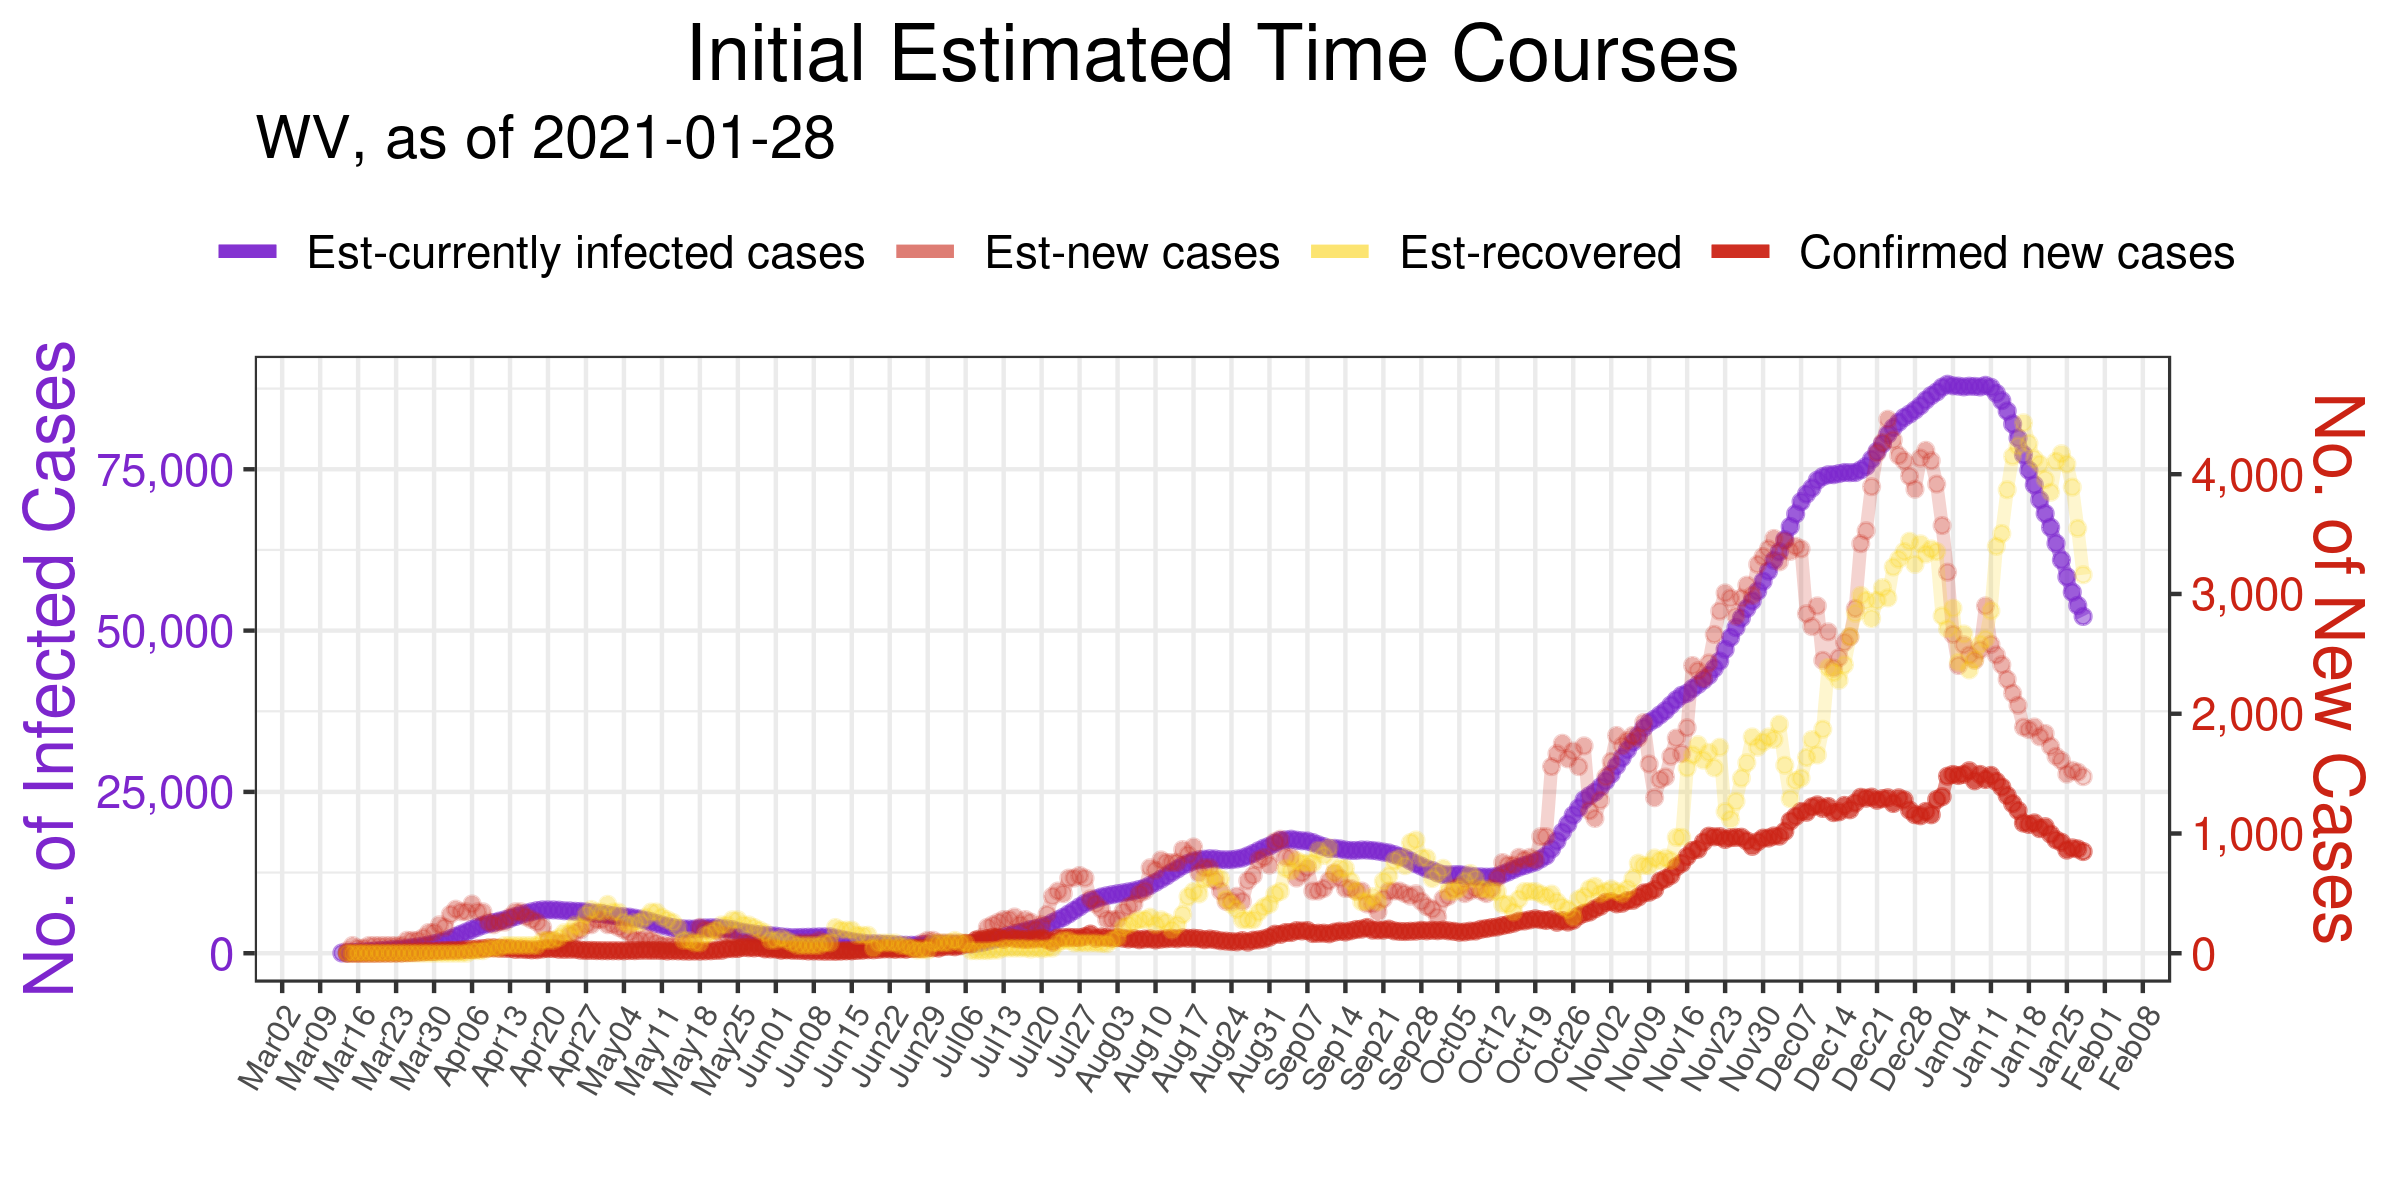 Initial Estimated Time Courses
WV, as of 2021-01-28
Est-currently infected cases
Est-new cases
Est-recovered
Confirmed new cases
No. of Infected Cases
75,000
50,000
25,000
0
4,000
3,000
2,000
1,000
0
No. of New Cases
Mar02
Mar09
Mar16
Mar23
Mar30
Apr06
Apr13
Apr20
Apr27
May04
May11
May18
May25
Jun01
Jun08
Jun15
Jun22
Jun29
Jul06
Jul13
Jul20
Jul27
Aug03
Aug10
Aug17
Aug24
Aug31
Sep07
Sep14
Sep21
Sep28
Oct05
Oct12
Oct19
Oct26
Nov02
Nov09
Nov16
Nov23
Nov30
Dec07
Dec14
Dec21
Dec28
Dec04
Jan11
Jan18
Jan25
Feb01
Feb08